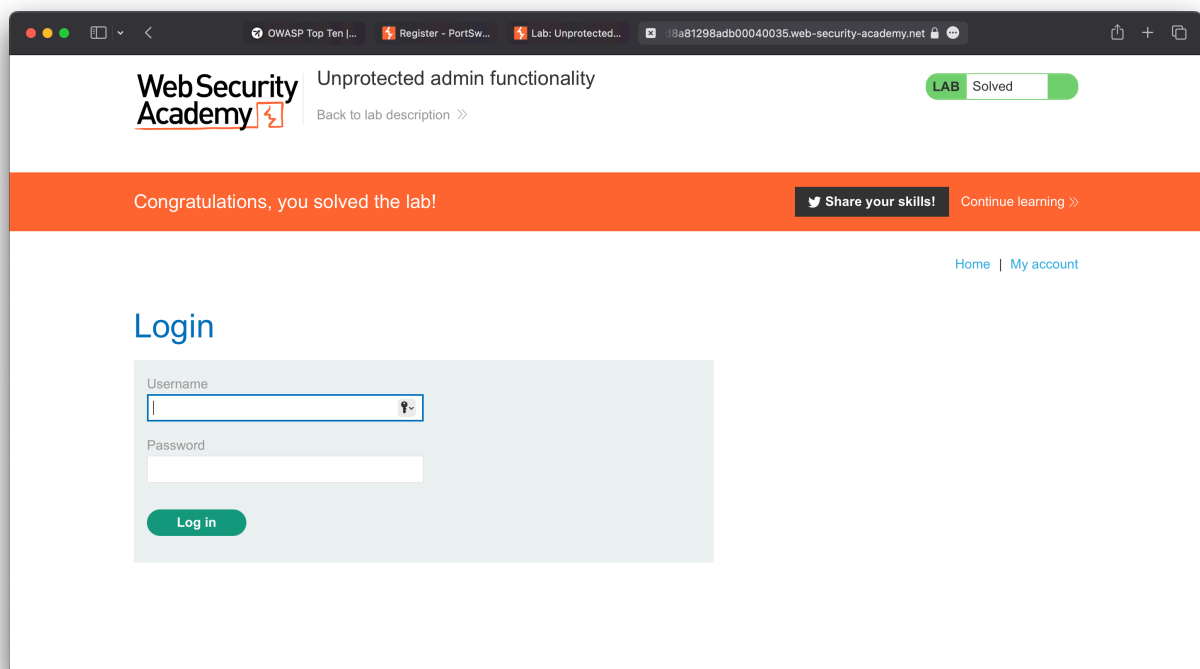 OWASP Top Ten |...
Register - PortSw...
Lab: Unprotected...
d8a81298adb00040035.web-security-academy.net
Web Security
Academy
Unprotected admin functionality
Back to lab description
LAB
Solved
Congratulations, you solved the lab!
Share your skills!
Continue learning
Home | My account
Login
Username
Password
Log in